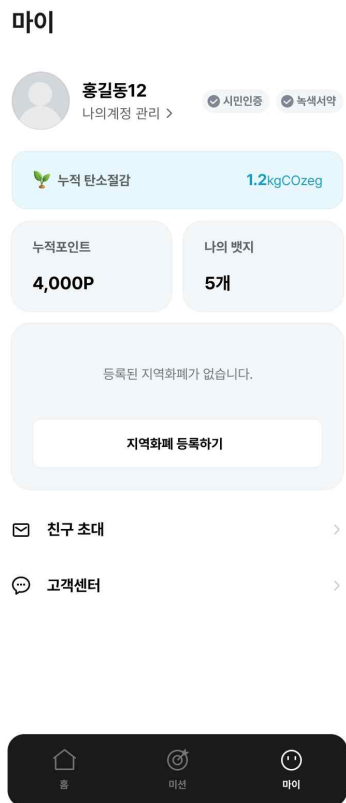 마이
홍길동12
나의계정 관리 >
시민인증 녹색서약
누적 탄소절감 1.2kgCOzeg
누적포인트 나의 뱃지
4,000P 5개
등록된 지역화폐가 없습니다.
지역화폐 등록하기
친구 초대
고객센터
홈 미션 마이